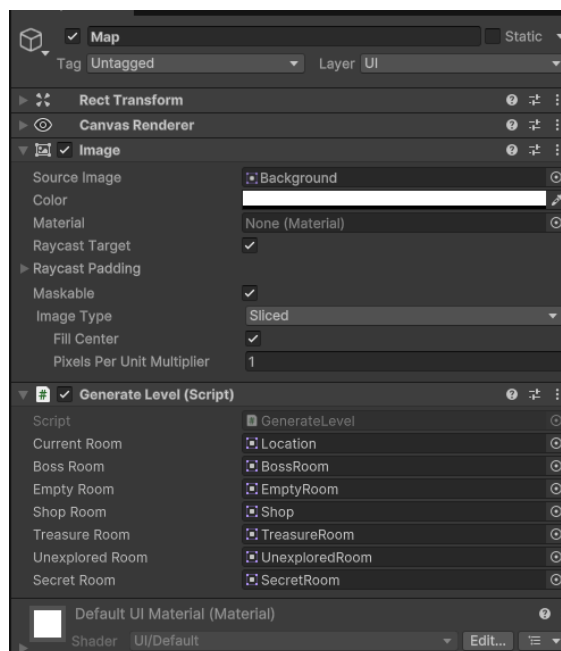 Map
Static
Tag Untagged Layer UI
Rect Transform
Canvas Renderer
Image
Source Image Background
Color
Material None (Material)
Raycast Target
Raycast Padding
Maskable
Image Type Sliced
Fill Center
Pixels Per Unit Multiplier 1
# Generate Level (Script)
Script GenerateLevel
Current Room Location
Boss Room BossRoom
Empty Room EmptyRoom
Shop Room Shop
Treasure Room TreasureRoom
Unexplored Room UnexploredRoom
Secret Room SecretRoom
Default UI Material (Material)
Shader UI/Default Edit...